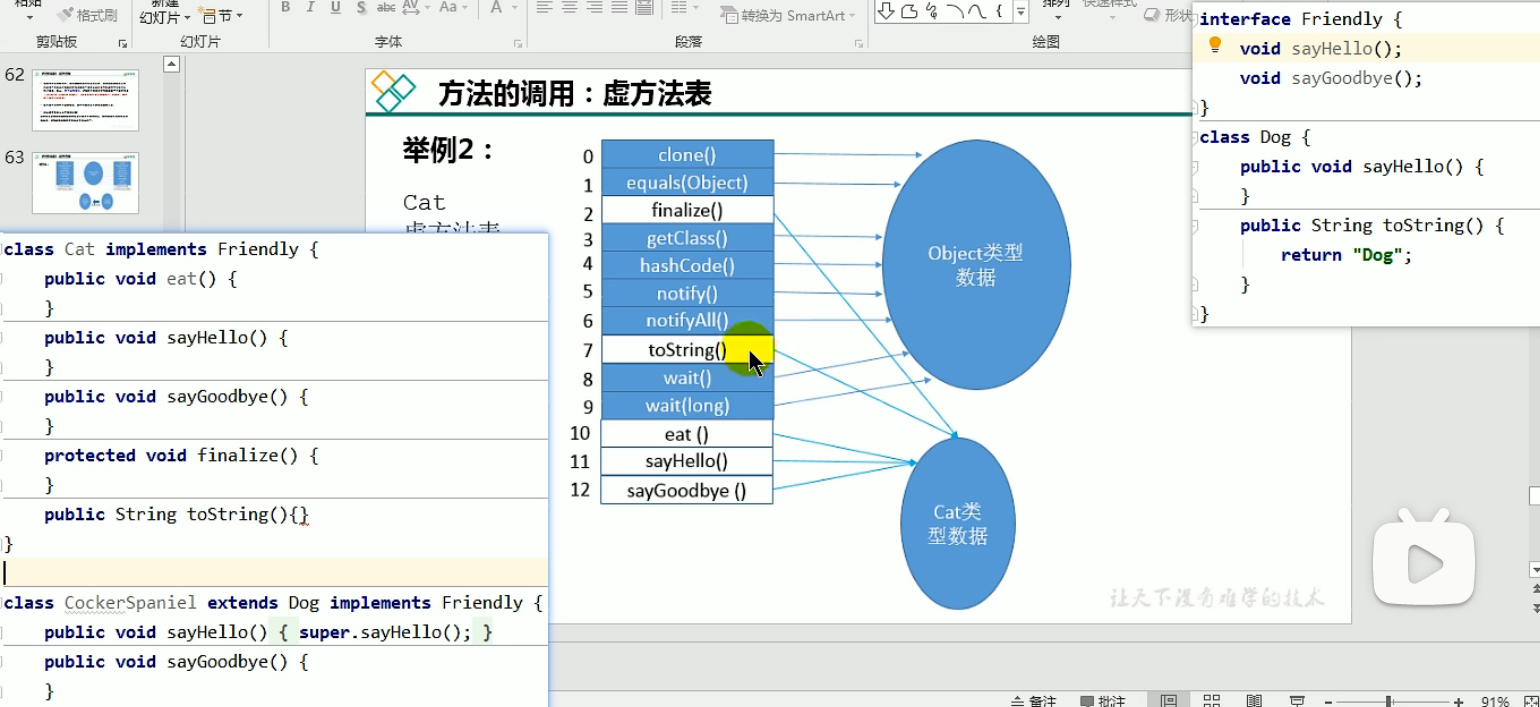 格式刷
幻灯片
节
剪贴板
幻灯片
B I U S abc AV Aa A
字体
段落
转换为 SmartArt
排列
快速样式
绘图
62
63
方法的调用：虚方法表
举例2：
Cat
虚方法表
0 clone()
1 equals(Object)
2 finalize()
3 getClass()
4 hashCode()
5 notify()
6 notifyAll()
7 toString()
8 wait()
9 wait(long)
10 eat ()
11 sayHello()
12 sayGoodbye ()
Object类型
数据
Cat类
型数据
让天下没有难学的技术
interface Friendly {
void sayHello();
void sayGoodbye();
}
class Dog {
public void sayHello() {
}
public String toString() {
return "Dog";
}
}
class Cat implements Friendly {
public void eat() {
}
public void sayHello() {
}
public void sayGoodbye() {
}
protected void finalize() {
}
public String toString(){}
}
class CockerSpaniel extends Dog implements Friendly {
public void sayHello() { super.sayHello(); }
public void sayGoodbye() {
}
备注
批注
91%